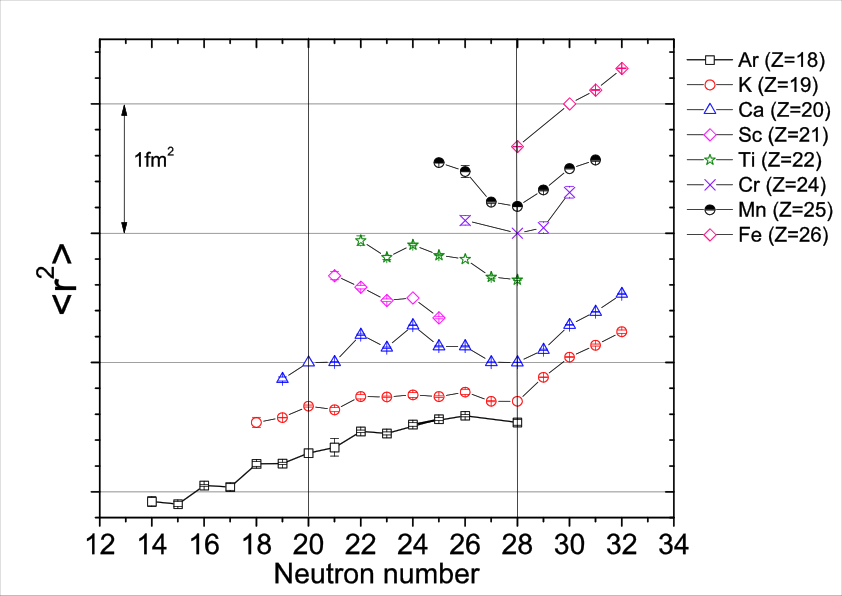 Ar (Z=18)
K (Z=19)
Ca (Z=20)
Sc (Z=21)
Ti (Z=22)
Cr (Z=24)
Mn (Z=25)
Fe (Z=26)
1fm²
<r²>
12 14 16 18 20 22 24 26 28 30 32 34
Neutron number